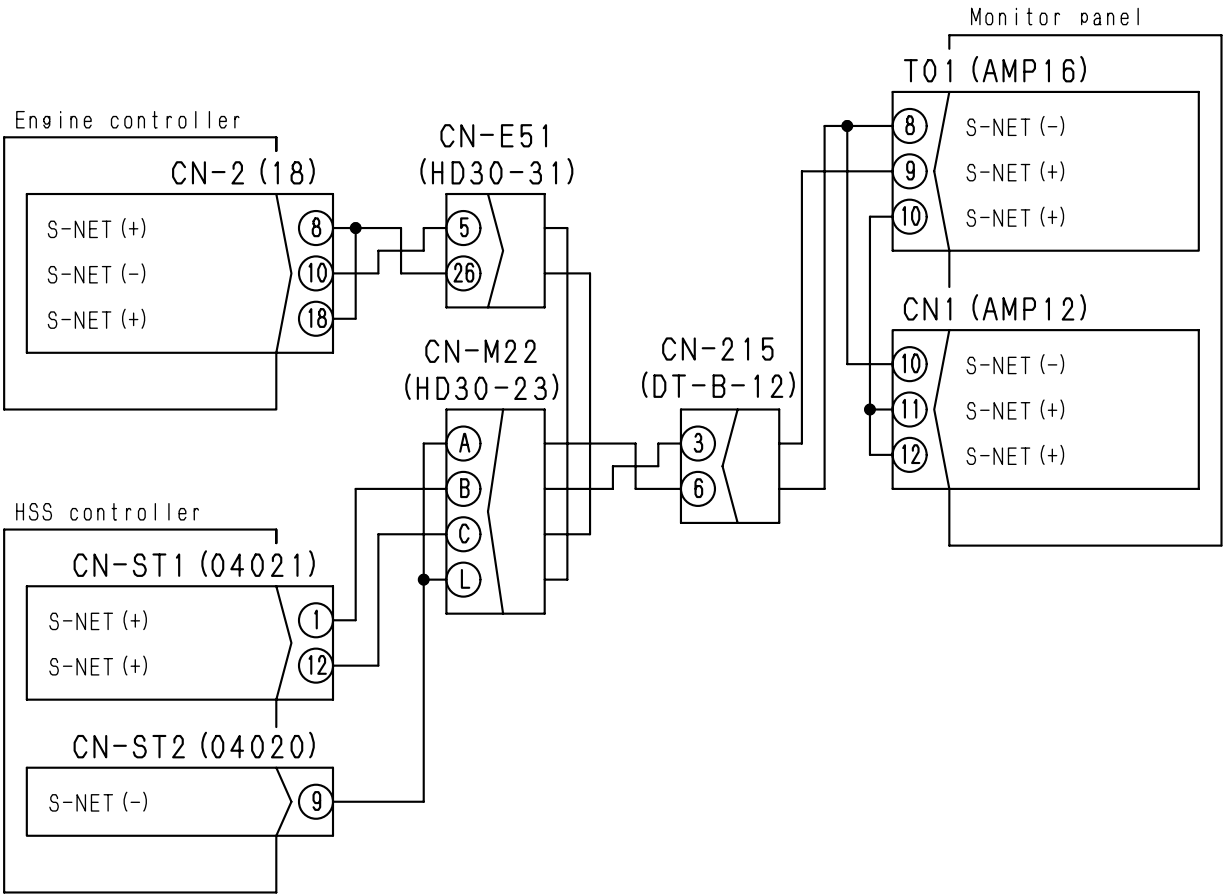 Monitor panel
T01 (AMP16)
8 S-NET (-)
9 S-NET (+)
10 S-NET (+)
CN1 (AMP12)
10 S-NET (-)
11 S-NET (+)
12 S-NET (+)
Engine controller
CN-2 (18)
S-NET (+) 8
S-NET (-) 10
S-NET (+) 18
CN-E51
(HD30-31)
5
26
CN-M22
(HD30-23)
A
B
C
L
CN-215
(DT-B-12)
3
6
HSS controller
CN-ST1 (04021)
S-NET (+) 1
S-NET (+) 12
CN-ST2 (04020)
S-NET (-) 9